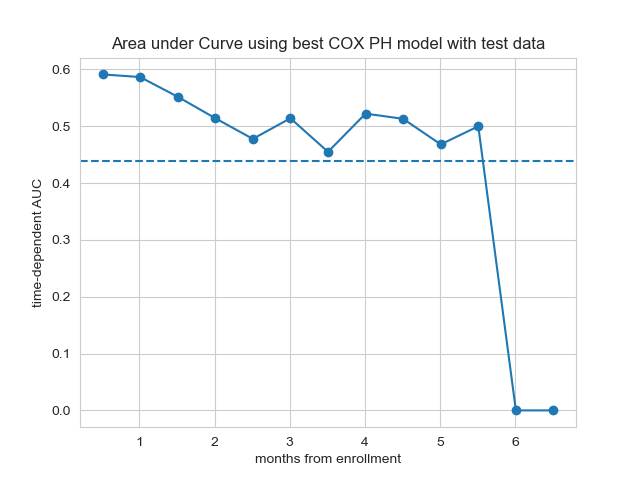 Area under Curve using best COX PH model with test data
time-dependent AUC
0.6
0.5
0.4
0.3
0.2
0.1
0.0
1 2 3 4 5 6
months from enrollment